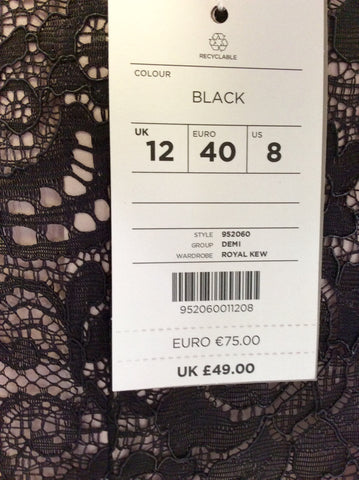 RECYCLABLE
COLOUR
BLACK
UK 12 EURO 40 US 8
STYLE 952060
GROUP DEMI
WARDROBE ROYAL KEW
952060011208
EURO €75.00
UK £49.00